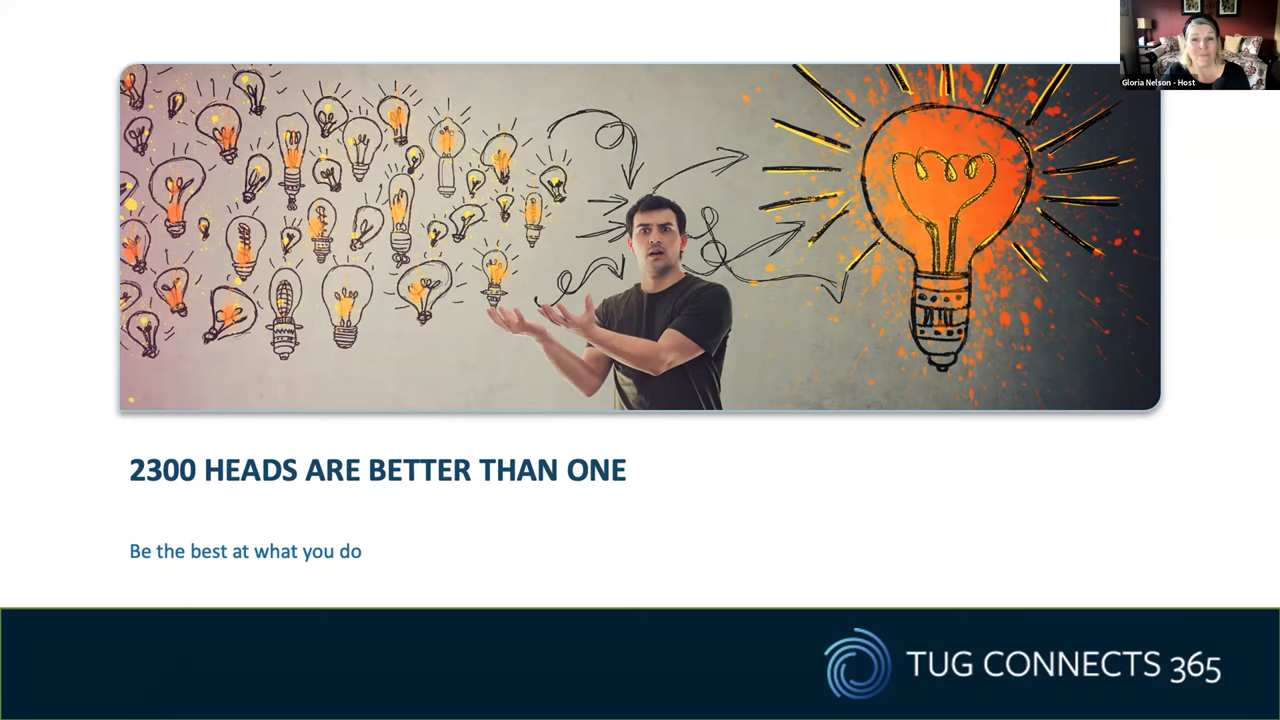 Gloria Nelson - Host
2300 HEADS ARE BETTER THAN ONE
Be the best at what you do
TUG CONNECTS 365